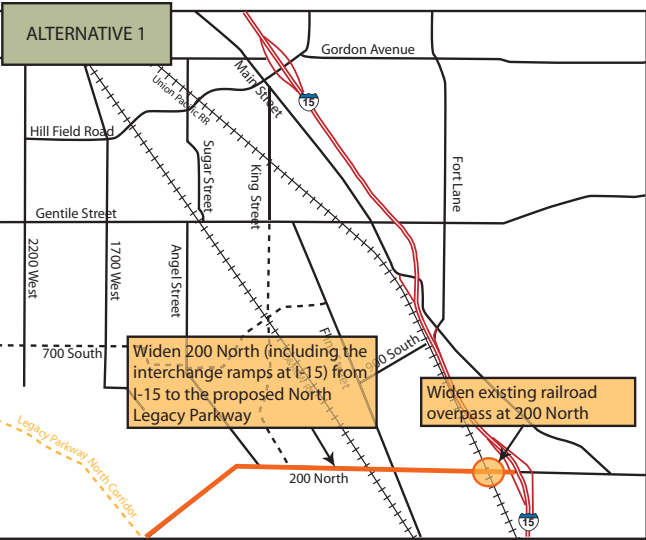 ALTERNATIVE 1
Gordon Avenue
Main Street
Union Pacific RR
15
Hill Field Road
Sugar Street
King Street
Fort Lane
Gentile Street
2200 West
1700 West
Angel Street
700 South
Widen 200 North (including the
interchange ramps at I-15) from
I-15 to the proposed North
Legacy Parkway
900 South
Widen existing railroad
overpass at 200 North
Legacy Parkway North Corridor
200 North
15